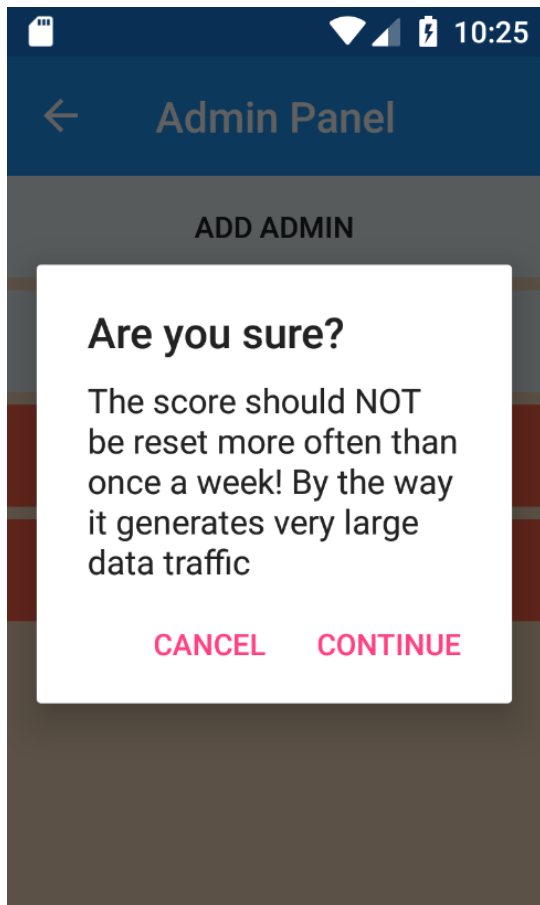 10:25
Admin Panel
ADD ADMIN
Are you sure?
The score should NOT
be reset more often than
once a week! By the way
it generates very large
data traffic
CANCEL CONTINUE